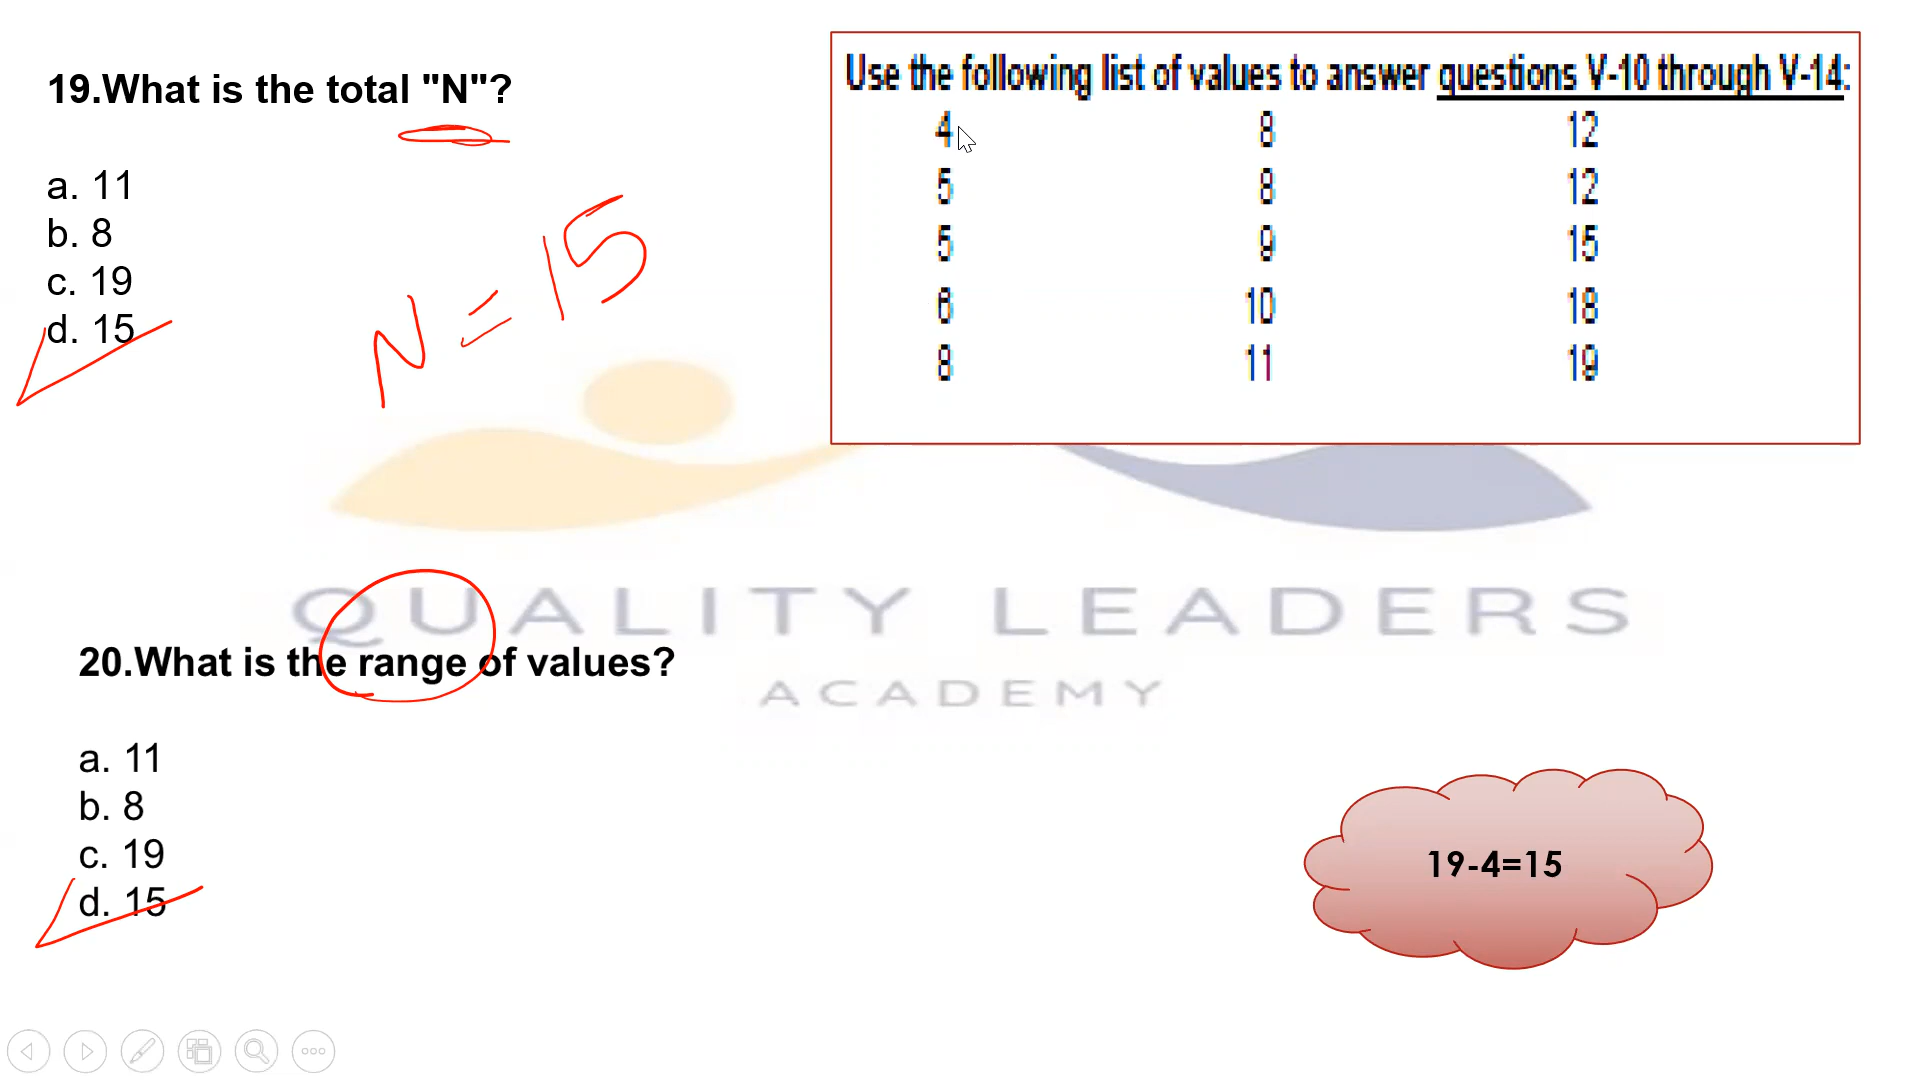 19.What is the total "N"?
a. 11
b. 8
c. 19
d. 15
N = 15
Use the following list of values to answer questions V-10 through V-14:
4 8 12
5 8 12
5 9 15
6 10 18
8 11 19
QUALITY LEADERS
ACADEMY
20.What is the range of values?
a. 11
b. 8
c. 19
d. 15
19-4=15